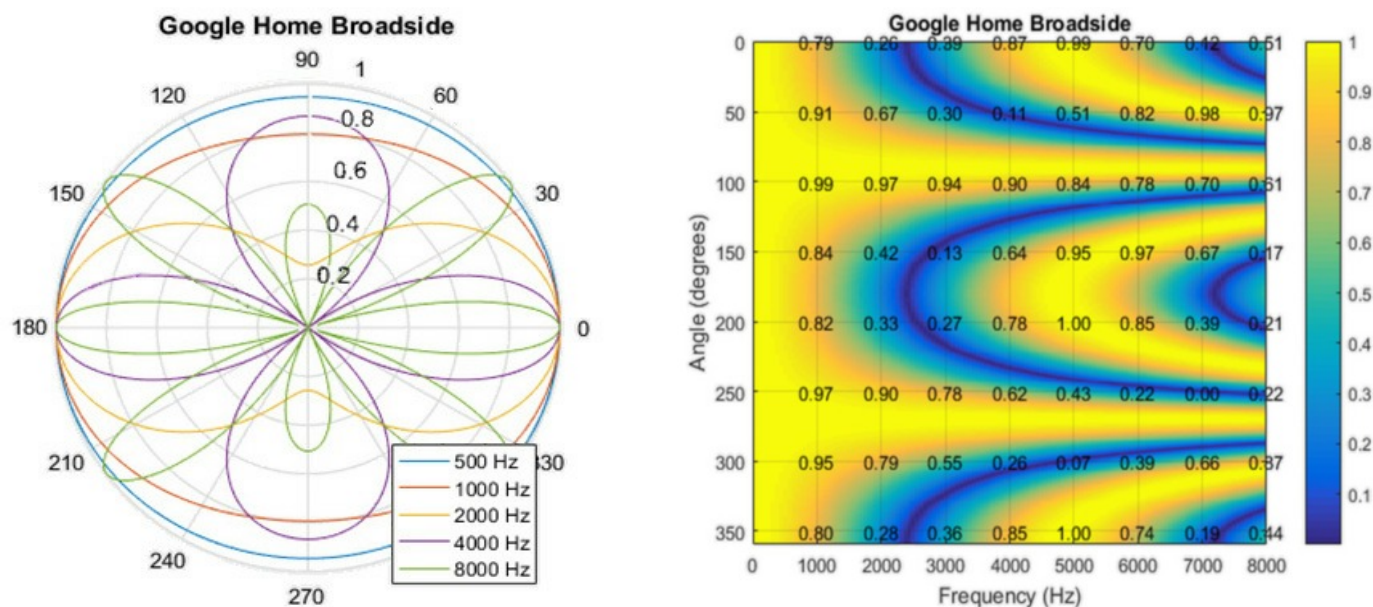 Google Home Broadside
90
120
60
1
0.8
150
30
0.6
0.4
0.2
180
0
210
330
240
270
500 Hz
1000 Hz
2000 Hz
4000 Hz
8000 Hz
Google Home Broadside
0
0.79 0.26 0.39 0.87 0.99 0.70 0.42 0.51
50
0.91 0.67 0.30 0.11 0.51 0.82 0.98 0.97
100
0.99 0.97 0.94 0.90 0.84 0.78 0.70 0.61
150
0.84 0.42 0.13 0.64 0.95 0.97 0.67 0.17
200
0.82 0.33 0.27 0.78 1.00 0.85 0.39 0.21
250
0.97 0.90 0.78 0.62 0.43 0.22 0.00 0.22
300
0.95 0.79 0.55 0.26 0.07 0.39 0.66
350
0.80 0.28 0.36 0.85 1.00 0.74 0.19 0.44
Angle (degrees)
0 1000 2000 3000 4000 5000 6000 7000 8000
Frequency (Hz)
1
0.9
0.8
0.7
0.6
0.5
0.4
0.3
0.2
0.1